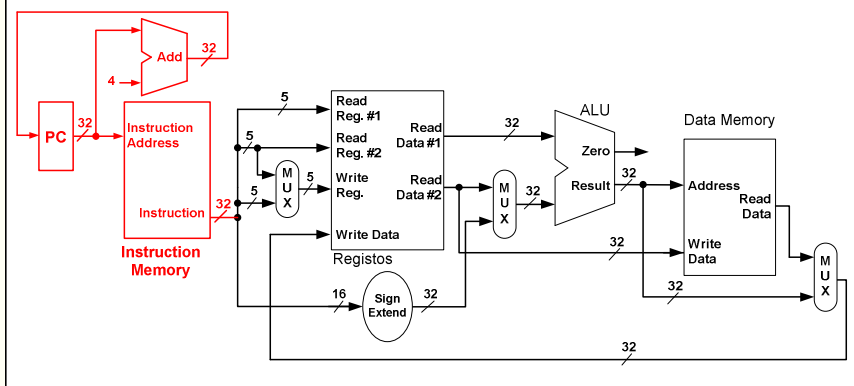 32
Add
4
PC
32
Instruction
Address
Instruction
32
Instruction
Memory
5
5
5
M
U
X
5
Read
Reg. #1
Read
Reg. #2
Write
Reg.
Write Data
Read
Data #1
Read
Data #2
Registos
16
Sign
Extend
32
32
M
U
X
32
ALU
Zero
Result
32
32
32
Data Memory
Address
Read
Data
Write
Data
M
U
X
32